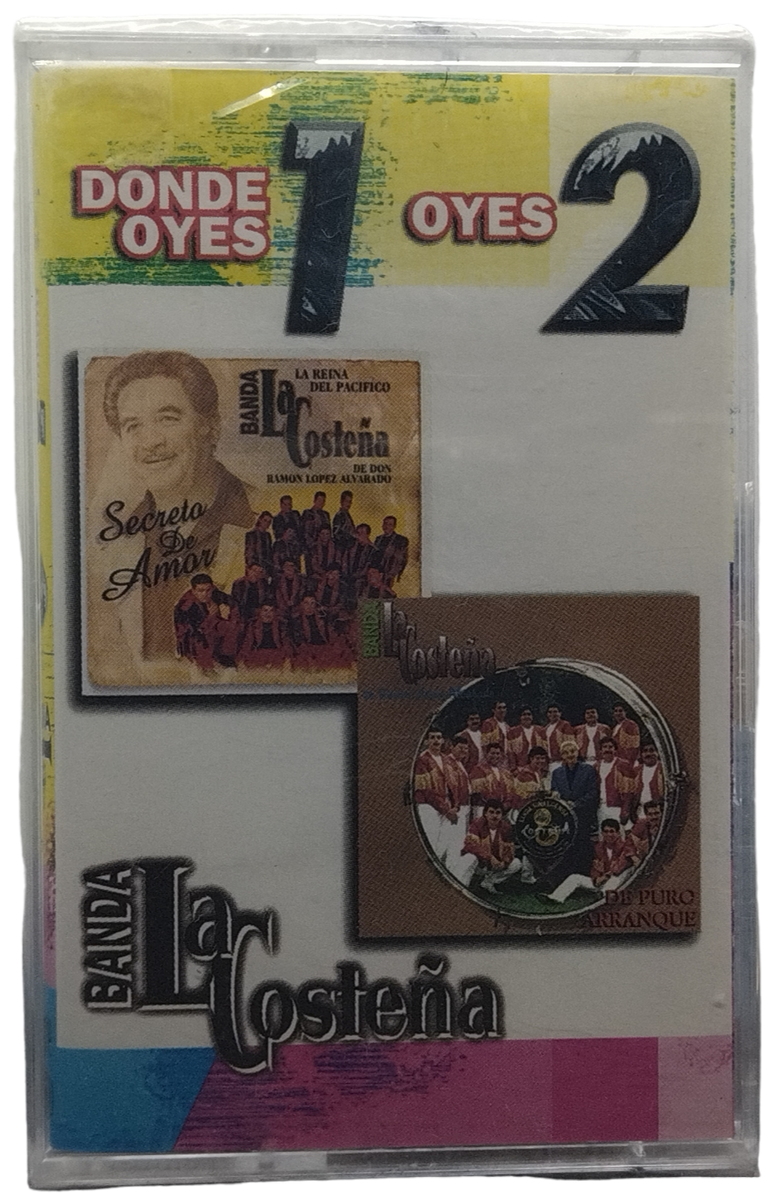 DONDE
OYES
1
OYES
2
LA REINA
DEL PACIFICO
BANDA
La Costeña
DE DON
RAMON LOPEZ ALVARADO
Secreto
De
Amor
BANDA
La Costeña
DE PURO
ARRANQUE
BANDA
La Costeña